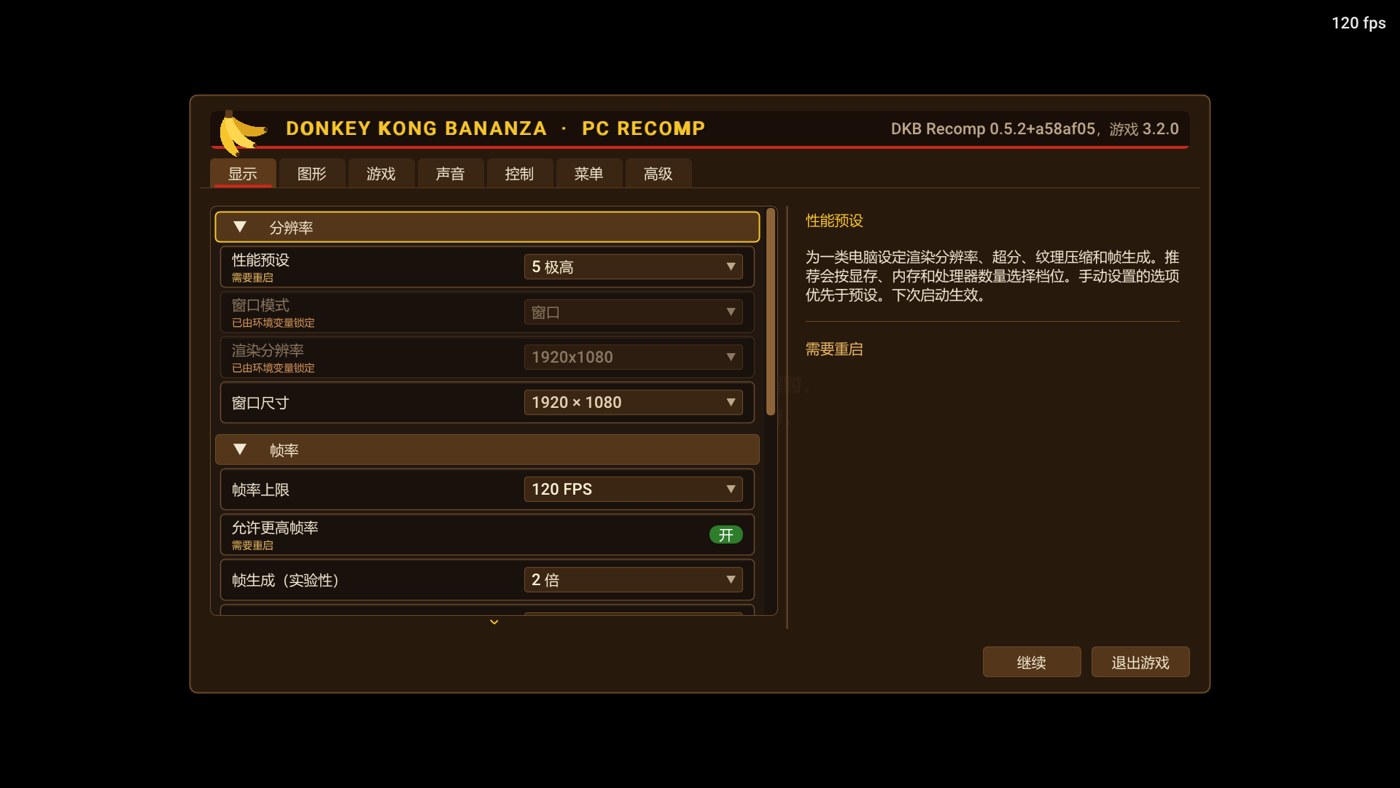 120 fps
DONKEY KONG BANANZA · PC RECOMP
DKB Recomp 0.5.2+a58af05，游戏 3.2.0
显示 图形 游戏 声音 控制 菜单 高级
▼ 分辨率
性能预设
需要重启
5 极高
窗口模式
已由环境变量锁定
窗口
渲染分辨率
已由环境变量锁定
1920x1080
窗口尺寸
1920 × 1080
▼ 帧率
帧率上限
120 FPS
允许更高帧率
需要重启
开
帧生成（实验性）
2 倍
性能预设
为一类电脑设定渲染分辨率、超分、纹理压缩和帧生成。推
荐会按显存、内存和处理器数量选择档位。手动设置的选项
优先于预设。下次启动生效。
需要重启
继续
退出游戏